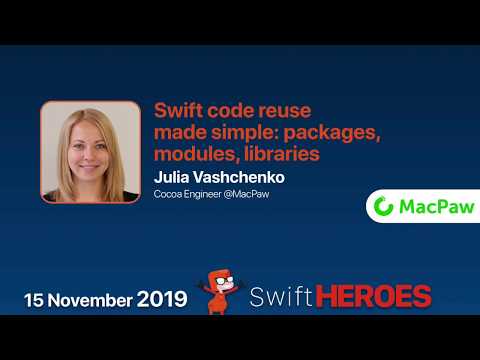 Swift code reuse
made simple: packages,
modules, libraries
Julia Vashchenko
Cocoa Engineer @MacPaw
MacPaw
15 November 2019
SwiftHEROES